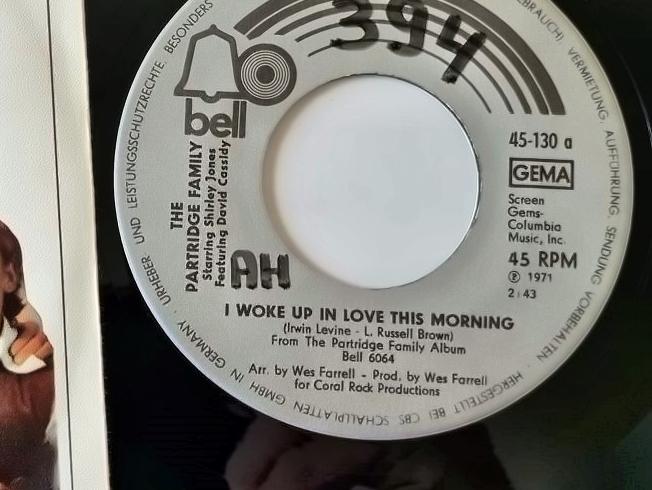 394
bell
45-130 a
GEMA
Screen
Gems-
Columbia
Music, Inc.
45 RPM
℗ 1971
2:43
THE
PARTRIDGE FAMILY
Starring Shirley Jones
Featuring David Cassidy
AH
I WOKE UP IN LOVE THIS MORNING
(Irwin Levine - L. Russell Brown)
From The Partridge Family Album
Bell 6064
Arr. by Wes Farrell - Prod. by Wes Farrell
for Coral Rock Productions
URHEBER UND LEISTUNGSSCHUTZRECHTE. BESONDERS
BRAUCH), VERMIETUNG, AUFFÜHRUNG, SENDUNG VORBEHALTEN · HERGESTELLT BEI CBS SCHALLPLATTEN GMBH IN GERMANY ·